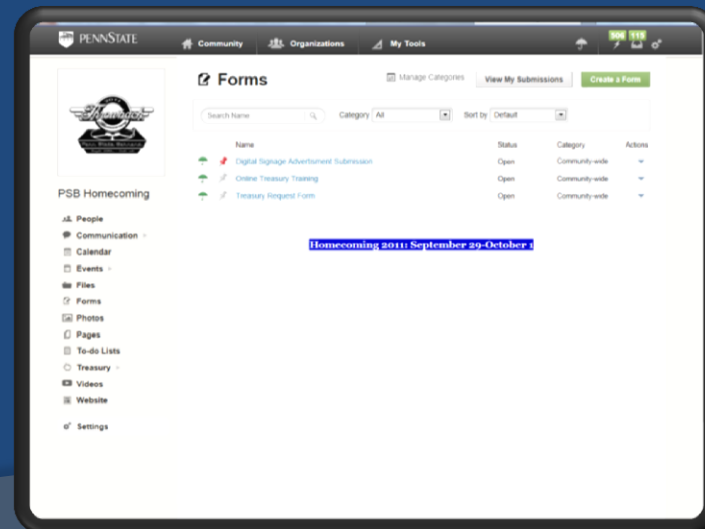 PENNSTATE
Community Organizations My Tools
506 115
Forms
Manage Categories View My Submissions Create a Form
Search Name Category All Sort by Default
Name Status Category Actions
Digital Signage Advertisment Submission Open Community-wide
Online Treasury Training Open Community-wide
Treasury Request Form Open Community-wide
Homecoming 2011: September 29-October 1
PSB Homecoming
People
Communication
Calendar
Events
Files
Forms
Photos
Pages
To-do Lists
Treasury
Videos
Website
Settings